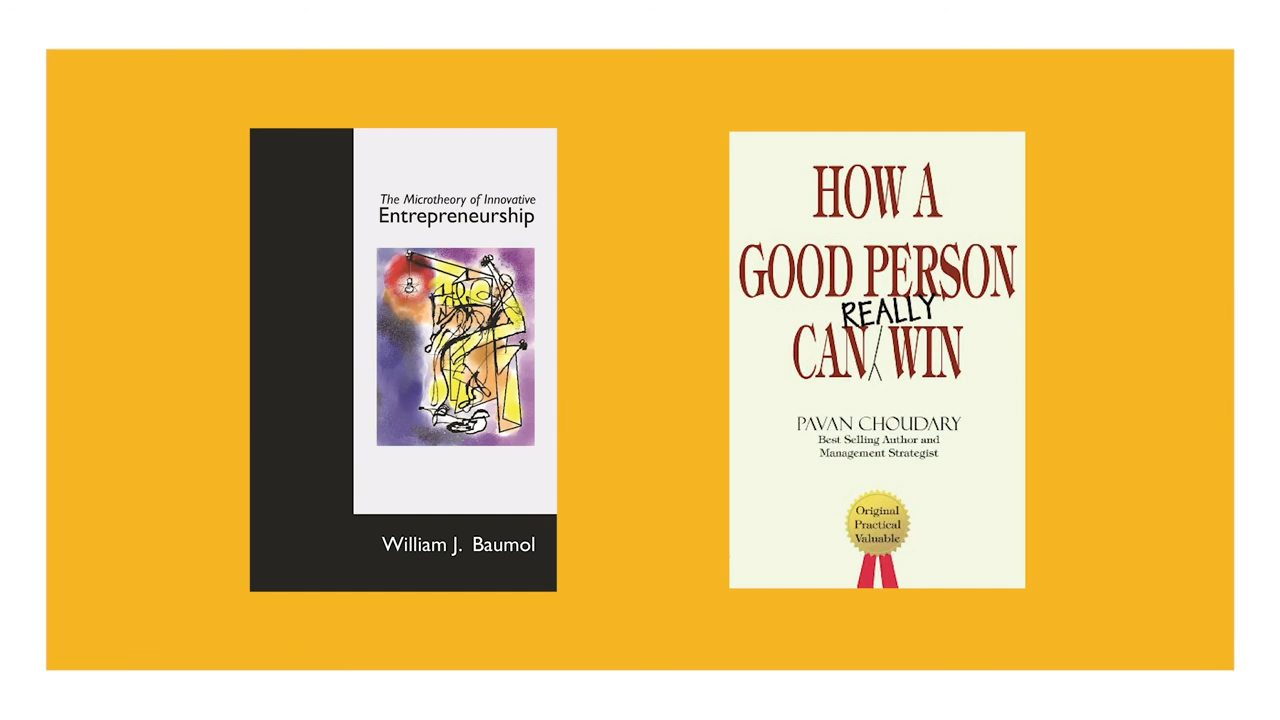 The Microtheory of Innovative
Entrepreneurship
William J. Baumol
HOW A
GOOD PERSON
REALLY
CAN WIN
PAVAN CHOUDARY
Best Selling Author and
Management Strategist
Original
Practical
Valuable